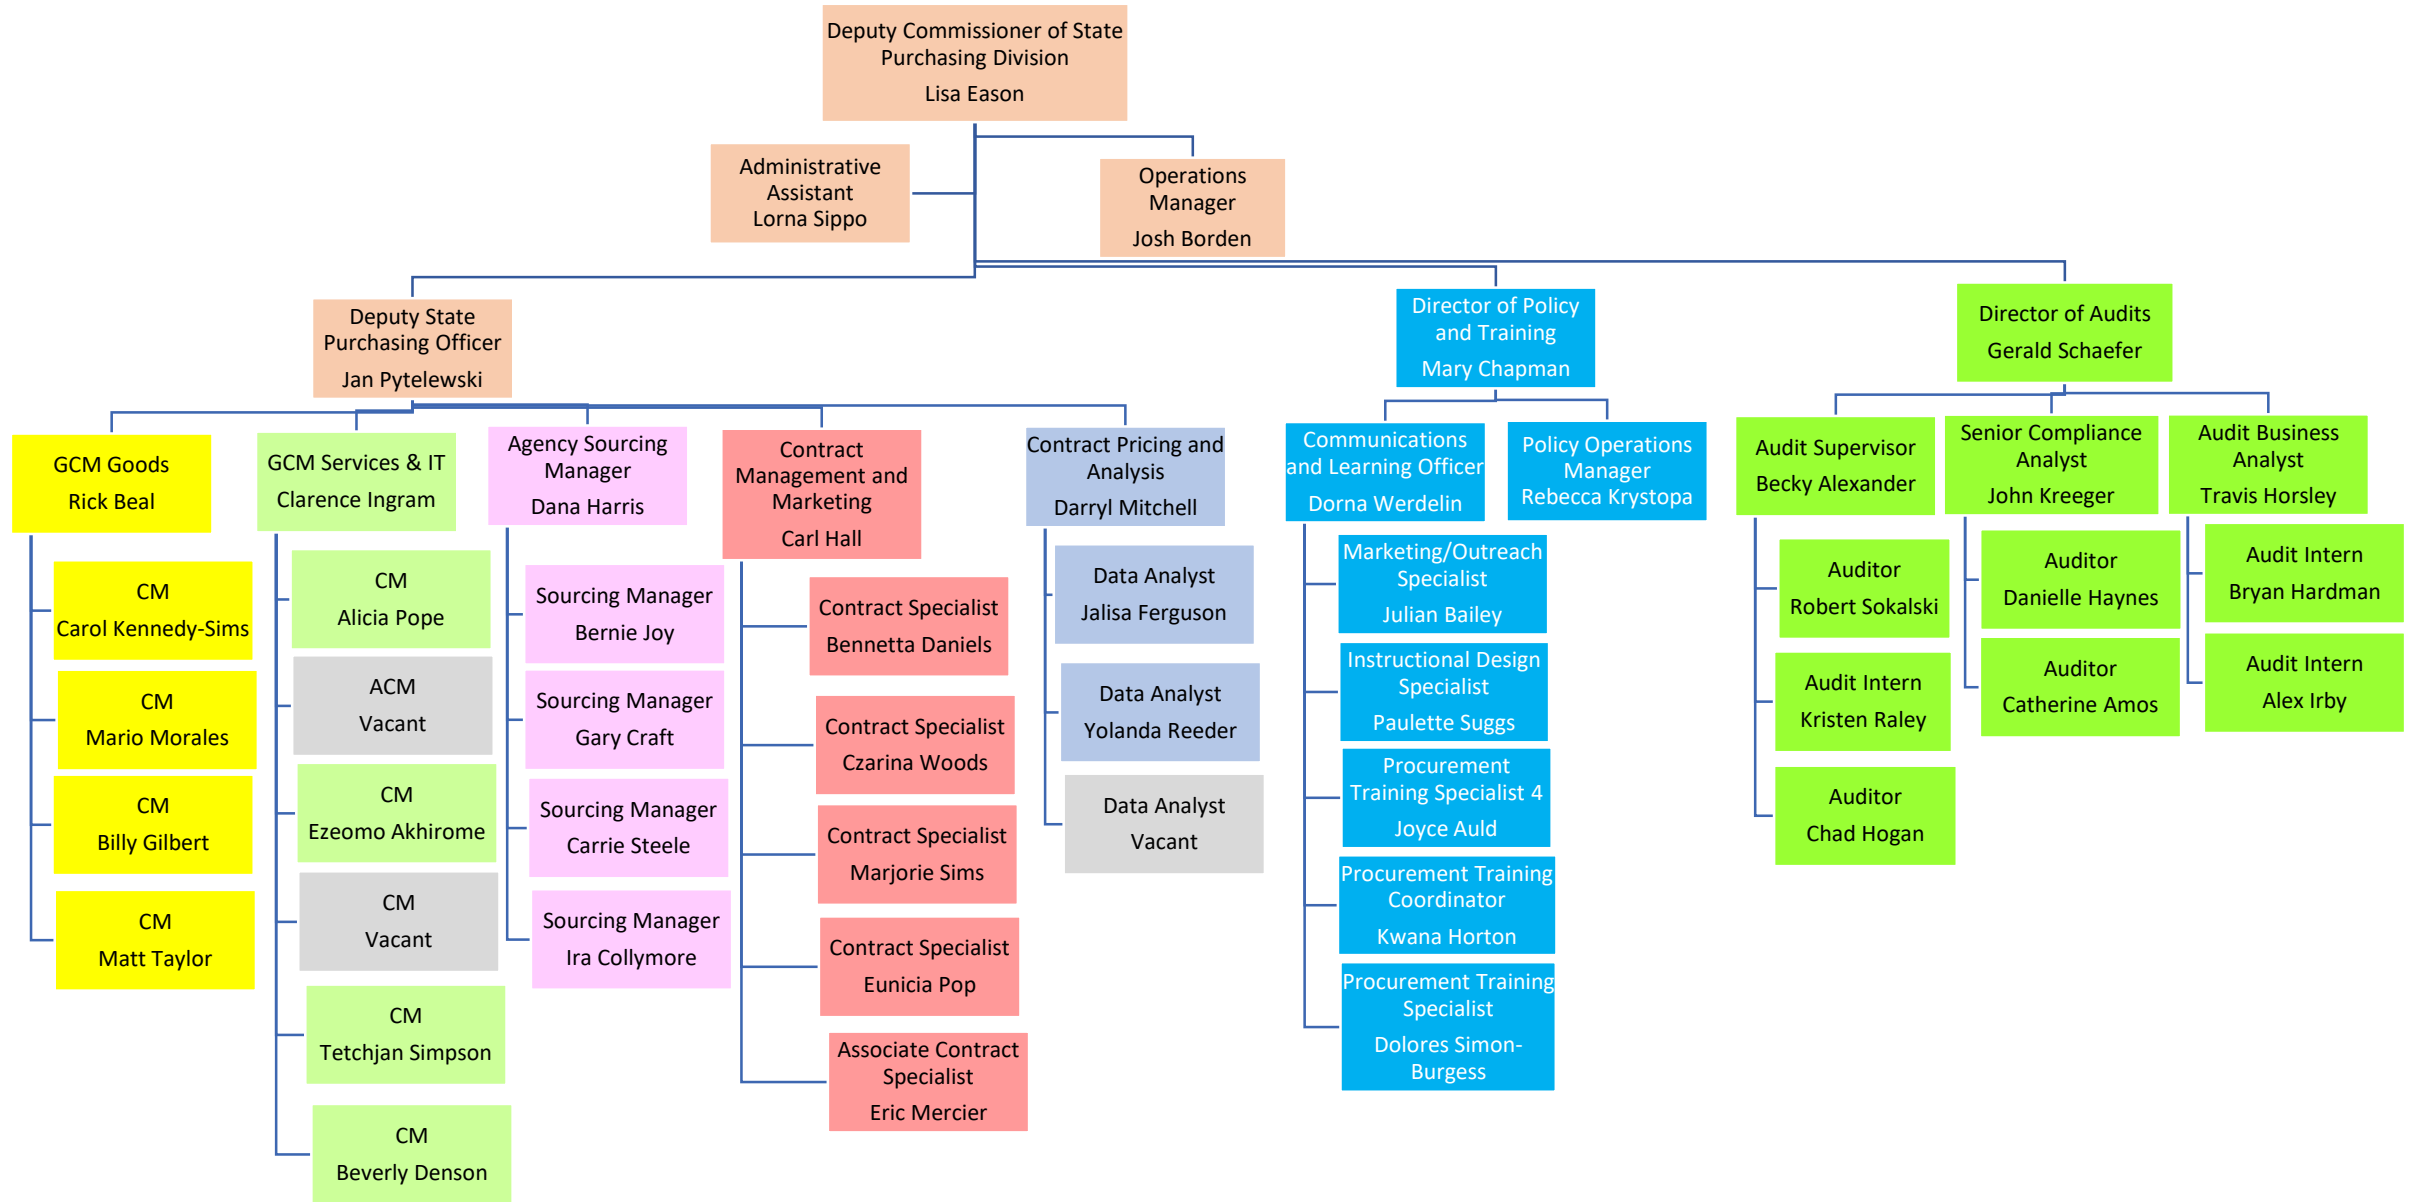 Deputy Commissioner of State
Purchasing Division
Lisa Eason
Administrative
Assistant
Lorna Sippo
Operations
Manager
Josh Borden
Deputy State
Purchasing Officer
Jan Pytelewski
Director of Policy
and Training
Mary Chapman
Director of Audits
Gerald Schaefer
GCM Goods
Rick Beal
CM
Carol Kennedy-Sims
CM
Mario Morales
CM
Billy Gilbert
CM
Matt Taylor
GCM Services & IT
Clarence Ingram
CM
Alicia Pope
ACM
Vacant
CM
Ezeomo Akhirome
CM
Vacant
CM
Tetchjan Simpson
CM
Beverly Denson
Agency Sourcing
Manager
Dana Harris
Sourcing Manager
Bernie Joy
Sourcing Manager
Gary Craft
Sourcing Manager
Carrie Steele
Sourcing Manager
Ira Collymore
Contract
Management and
Marketing
Carl Hall
Contract Specialist
Bennetta Daniels
Contract Specialist
Czarina Woods
Contract Specialist
Marjorie Sims
Contract Specialist
Eunicia Pop
Associate Contract
Specialist
Eric Mercier
Contract Pricing and
Analysis
Darryl Mitchell
Data Analyst
Jalisa Ferguson
Data Analyst
Yolanda Reeder
Data Analyst
Vacant
Communications
and Learning Officer
Dorna Werdelin
Marketing/Outreach
Specialist
Julian Bailey
Instructional Design
Specialist
Paulette Suggs
Procurement
Training Specialist 4
Joyce Auld
Procurement Training
Coordinator
Kwana Horton
Procurement Training
Specialist
Dolores Simon-
Burgess
Policy Operations
Manager
Rebecca Krystopa
Audit Supervisor
Becky Alexander
Auditor
Robert Sokalski
Audit Intern
Kristen Raley
Auditor
Chad Hogan
Senior Compliance
Analyst
John Kreeger
Auditor
Danielle Haynes
Auditor
Catherine Amos
Audit Business
Analyst
Travis Horsley
Audit Intern
Bryan Hardman
Audit Intern
Alex Irby